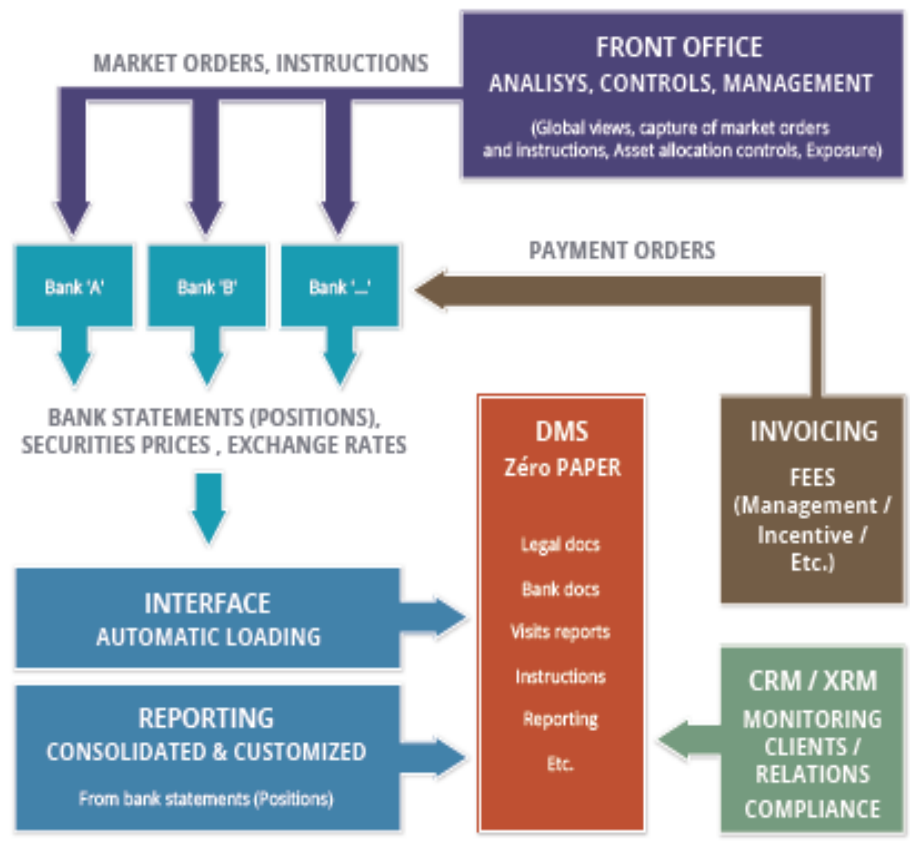 FRONT OFFICE
ANALISYS, CONTROLS, MANAGEMENT
(Global views, capture of market orders
and instructions, Asset allocation controls, Exposure)
MARKET ORDERS, INSTRUCTIONS
Bank 'A'
Bank 'B'
Bank '...'
PAYMENT ORDERS
BANK STATEMENTS (POSITIONS),
SECURITIES PRICES , EXCHANGE RATES
INTERFACE
AUTOMATIC LOADING
REPORTING
CONSOLIDATED & CUSTOMIZED
From bank statements (Positions)
DMS
Zéro PAPER
Legal docs
Bank docs
Visits reports
Instructions
Reporting
Etc.
INVOICING
FEES
(Management /
Incentive /
Etc.)
CRM / XRM
MONITORING
CLIENTS /
RELATIONS
COMPLIANCE